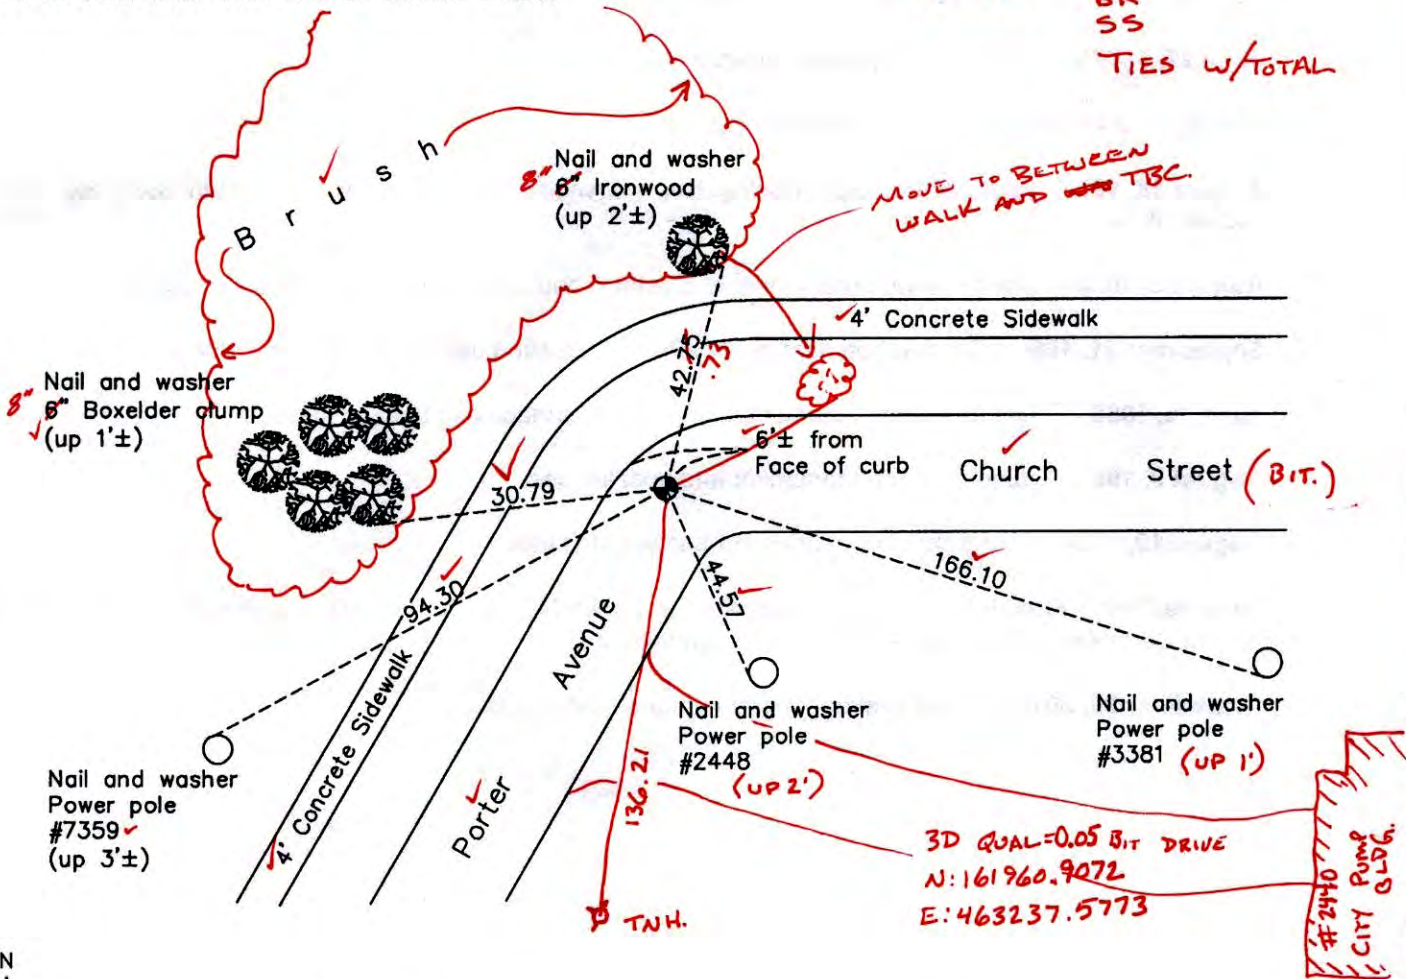 SS
TIES W/TOTAL
Brush
Nail and washer
8" 6" Ironwood
(up 2'±)
MOVE TO BETWEEN
WALK AND TBC.
4' Concrete Sidewalk
42.75
.73
Nail and washer
8" 6" Boxelder clump
(up 1'±)
6'± from
Face of curb
Church Street (BIT.)
30.79
94.30
44.57
166.10
4' Concrete Sidewalk
Porter Avenue
Nail and washer
Power pole
#7359
(up 3'±)
Nail and washer
Power pole
#2448
(UP 2')
Nail and washer
Power pole
#3381 (UP 1')
136.21
TNH.
3D QUAL=0.05 BIT DRIVE
N:161960.9072
E:463237.5773
#2440
CITY PUMP
BLDG.
N